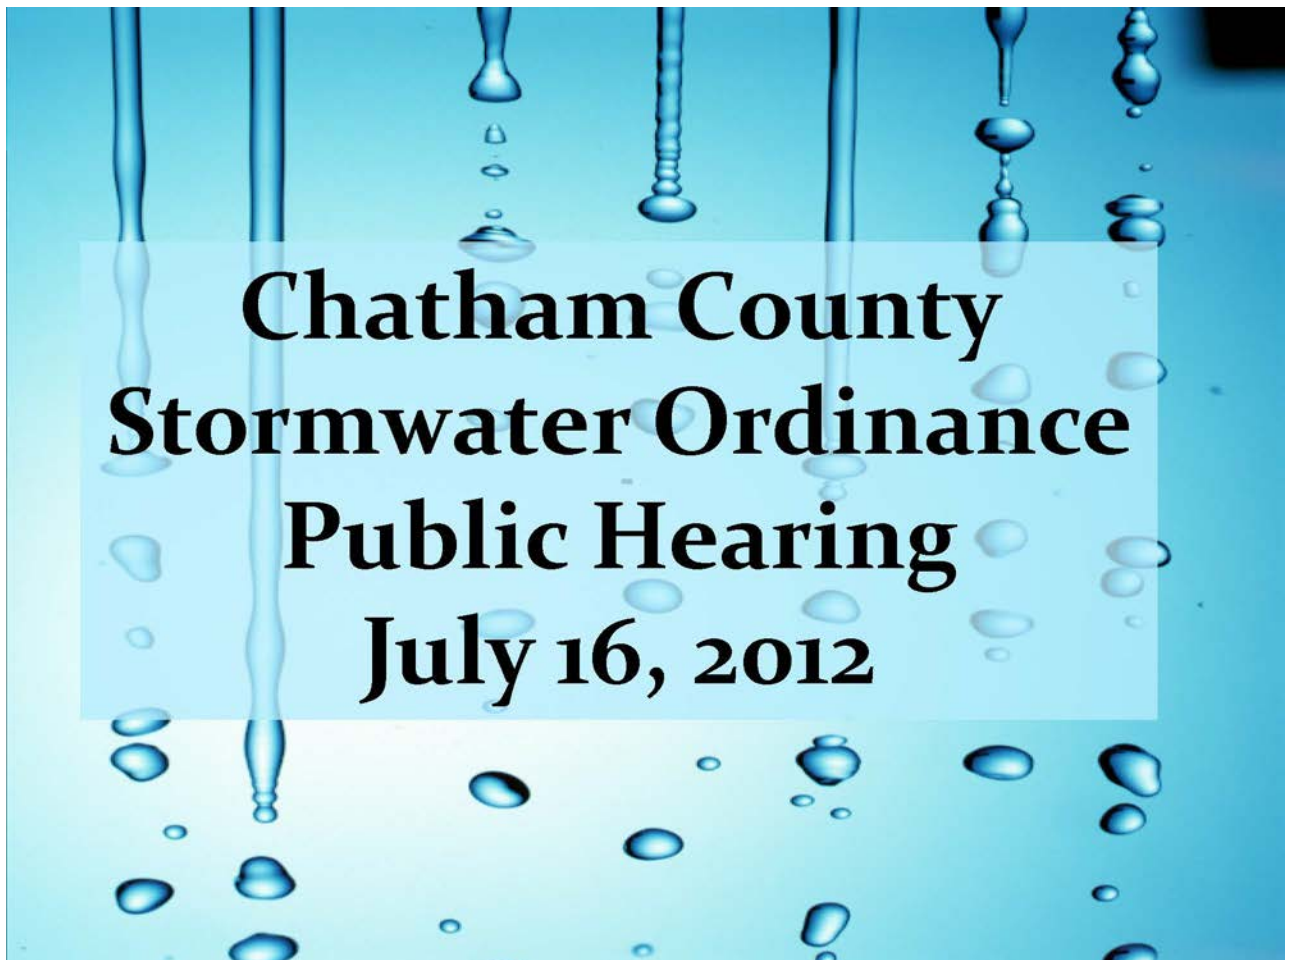 Chatham County
Stormwater Ordinance
Public Hearing
July 16, 2012